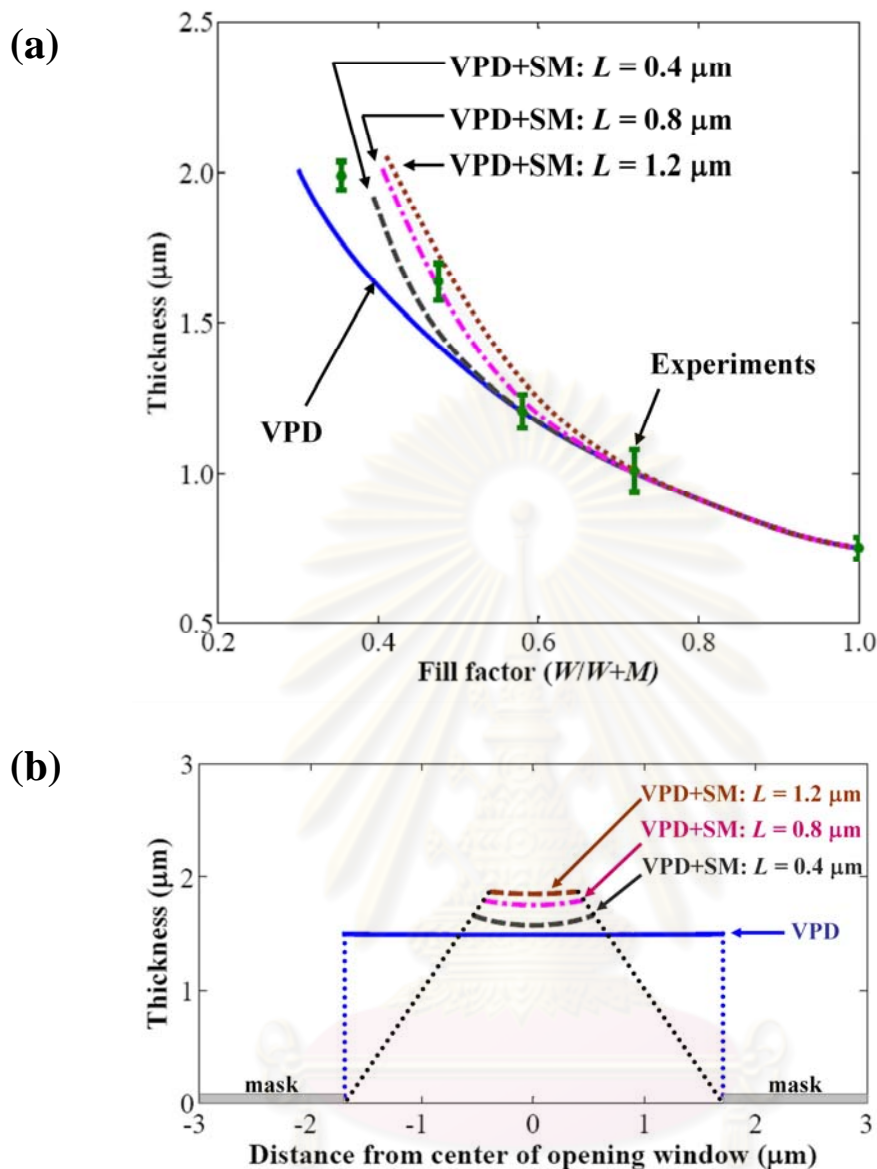 (a)
VPD+SM: L = 0.4 μm
VPD+SM: L = 0.8 μm
VPD+SM: L = 1.2 μm
Experiments
VPD
Thickness (μm)
2.5
2.0
1.5
1.0
0.5
0.2
0.4
0.6
0.8
1.0
Fill factor (W/W+M)
(b)
VPD+SM: L = 1.2 μm
VPD+SM: L = 0.8 μm
VPD+SM: L = 0.4 μm
VPD
mask
mask
Thickness (μm)
3
2
1
0
-3
-2
-1
0
1
2
3
Distance from center of opening window (μm)